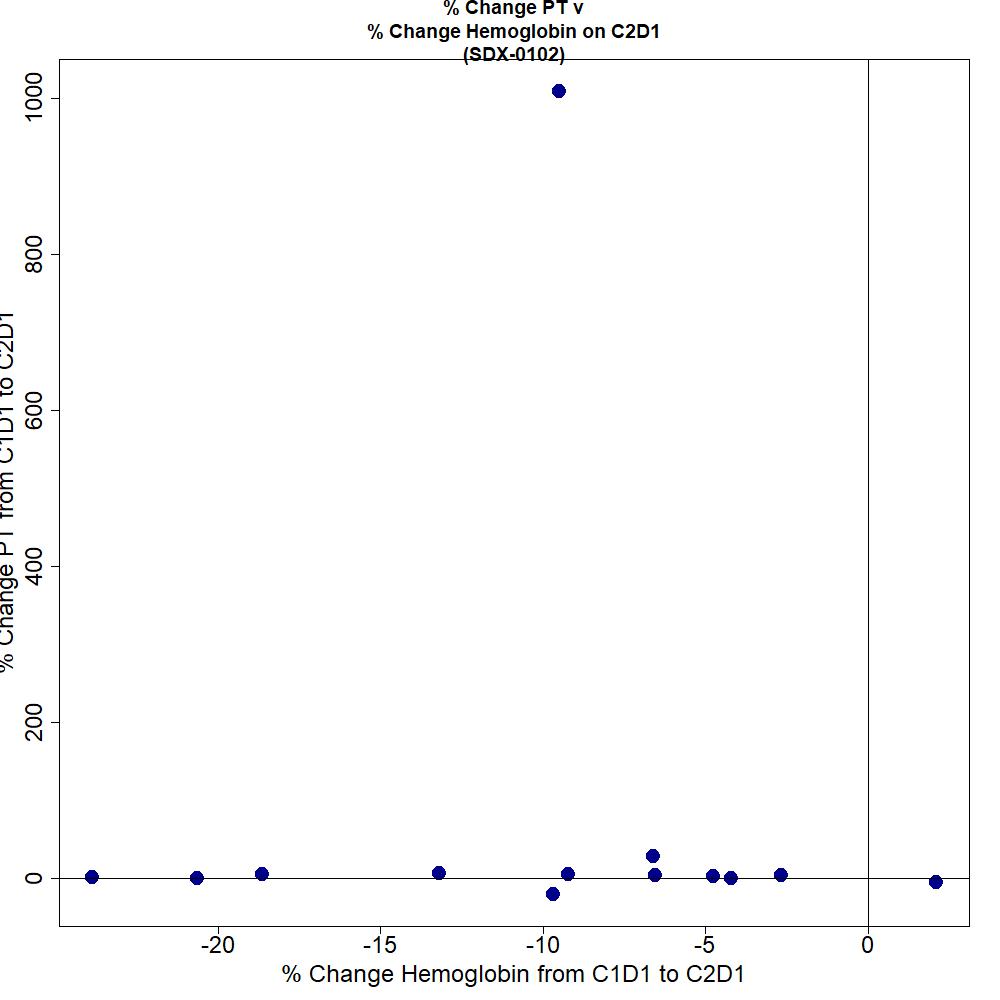 % Change PT v
% Change Hemoglobin on C2D1
(SDX-0102)
% Change PT from C1D1 to C2D1
1000
800
600
400
200
0
-20 -15 -10 -5 0
% Change Hemoglobin from C1D1 to C2D1